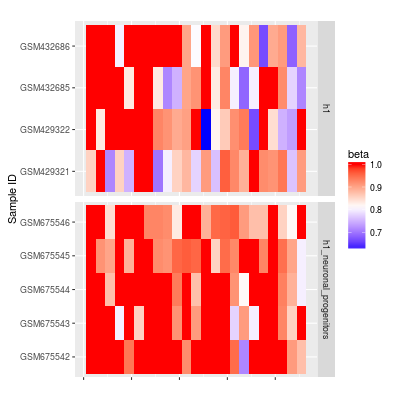 GSM432686
GSM432685
GSM429322
GSM429321
h1
GSM675546
GSM675545
GSM675544
GSM675543
GSM675542
h1_neuronal_progenitors
Sample ID
beta
1.0
0.9
0.8
0.7